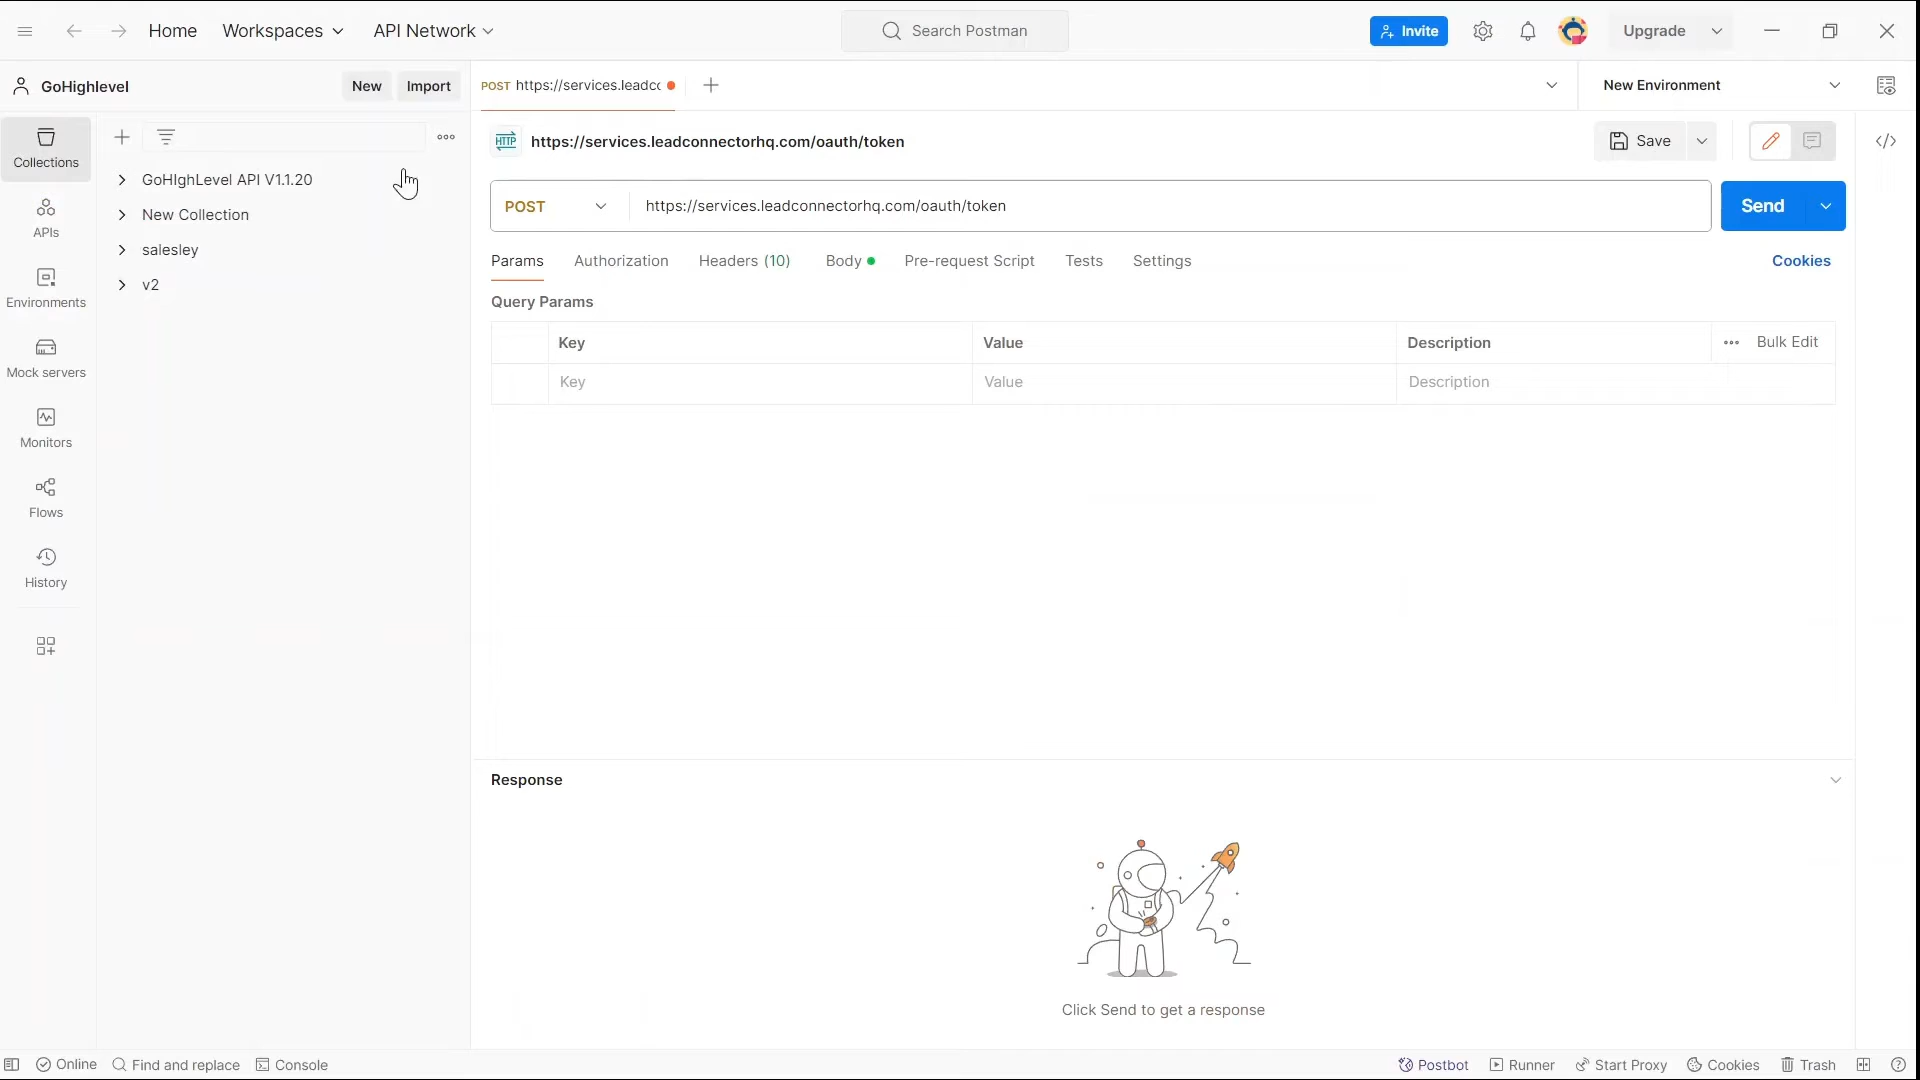 Home Workspaces API Network Search Postman Invite Upgrade
GoHighlevel New Import POST https://services.leadcc New Environment
Collections
HTTP https://services.leadconnectorhq.com/oauth/token Save
GoHIghLevel API V1.1.20
New Collection
salesley
v2
APIs
Environments
Mock servers
Monitors
Flows
History
POST https://services.leadconnectorhq.com/oauth/token Send
Params Authorization Headers (10) Body Pre-request Script Tests Settings Cookies
Query Params
Key Value Description Bulk Edit
Key Value Description
Response
Click Send to get a response
Online Find and replace Console Postbot Runner Start Proxy Cookies Trash